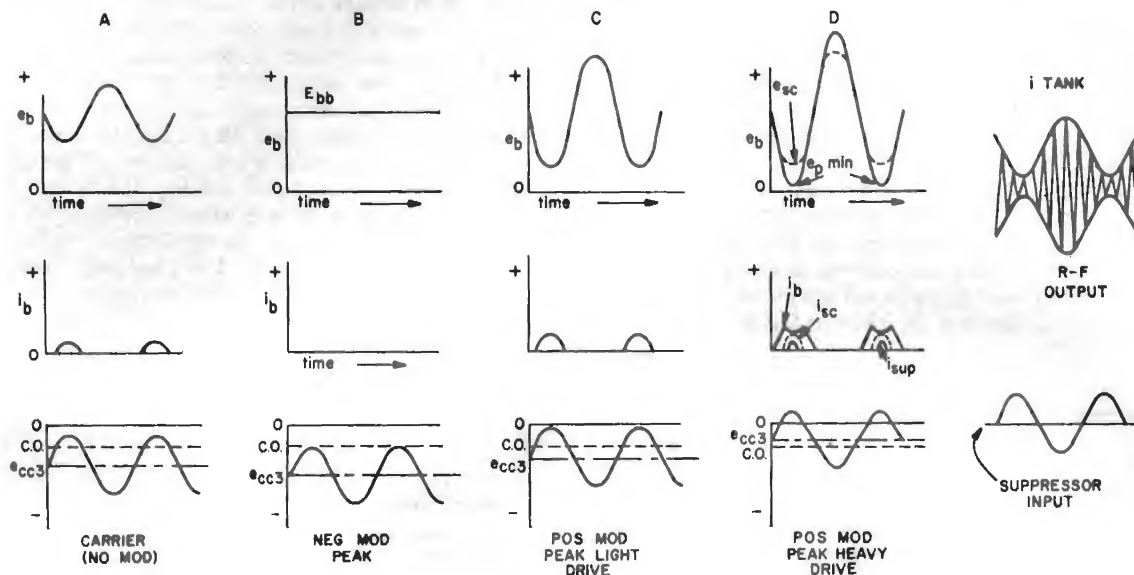 A
B
C
D
+
e_b
0
time
+
E_bb
e_b
0
time
+
e_b
0
time
+
e_sc
e_b
e_p min
0
time
i TANK
R-F
OUTPUT
+
i_b
0
+
i_b
time
+
+
i_b
i_sc
i_sup
0
C.O.
e_cc3
-
CARRIER
(NO MOD)
0
C.O.
e_cc3
-
NEG MOD
PEAK
0
C.O.
e_cc3
-
POS MOD
PEAK LIGHT
DRIVE
0
e_cc3
C.O.
-
POS MOD
PEAK HEAVY
DRIVE
SUPPRESSOR
INPUT